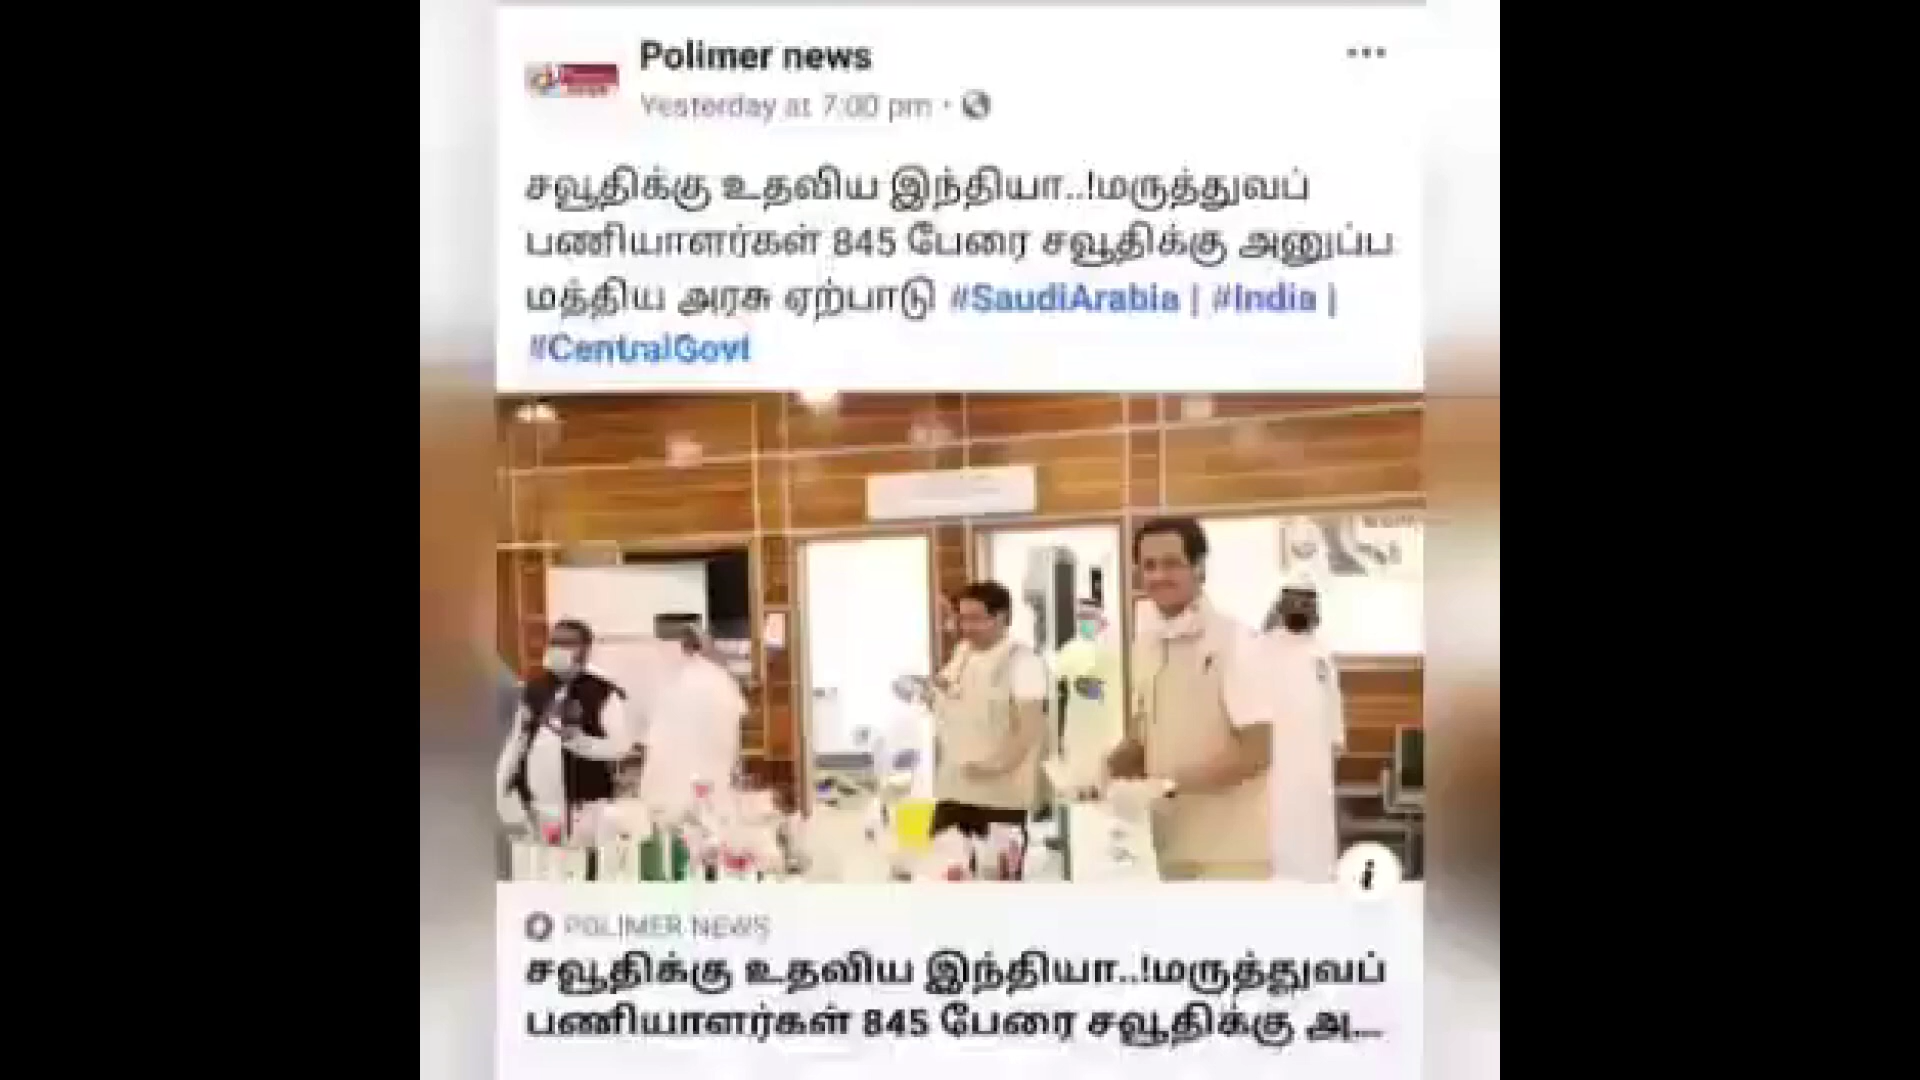 Polimer news
Yesterday at 7:00 pm
சவூதிக்கு உதவிய இந்தியா..!மருத்துவப்
பணியாளர்கள் 845 பேரை சவூதிக்கு அனுப்ப
மத்திய அரசு ஏற்பாடு #SaudiArabia | #India |
#CentralGovt
POLIMER NEWS
சவூதிக்கு உதவிய இந்தியா..!மருத்துவப்
பணியாளர்கள் 845 பேரை சவூதிக்கு அ...